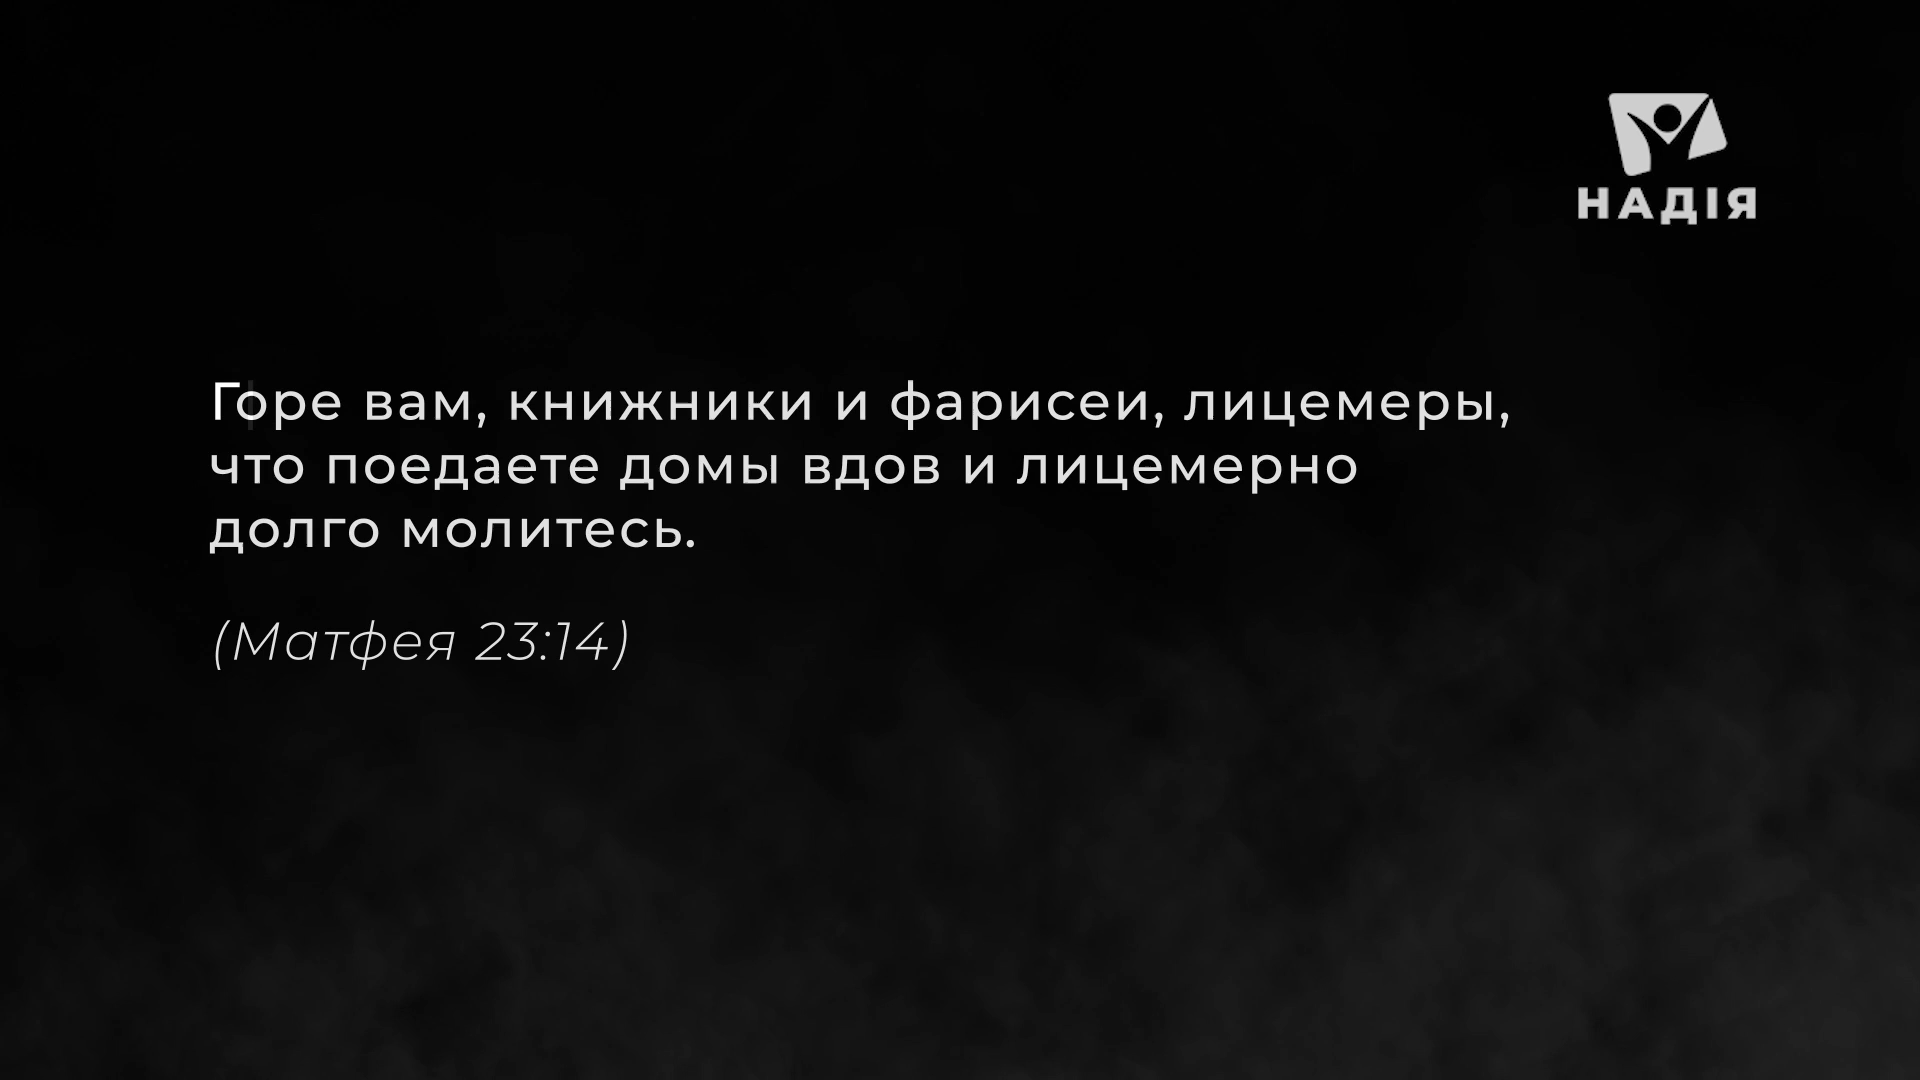 НАДІЯ
Горе вам, книжники и фарисеи, лицемеры,
что поедаете домы вдов и лицемерно
долго молитесь.
(Матфея 23:14)